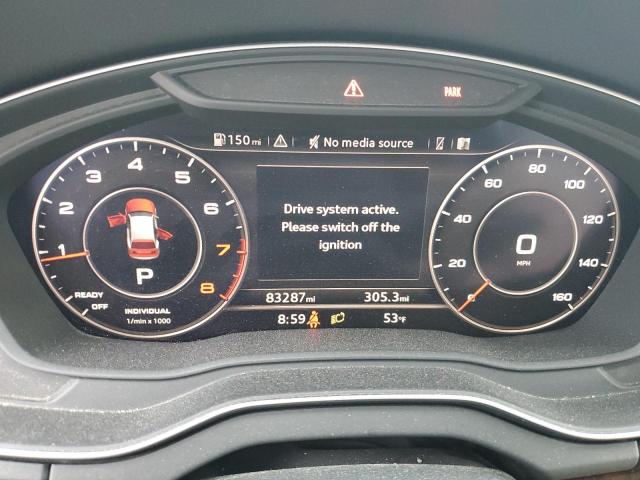 PARK
150 mi No media source
3 4 5
2 6
1 7
8
READY
OFF
P
INDIVIDUAL
1/min x 1000
Drive system active.
Please switch off the
ignition
83287mi 305.3mi
8:59 53°F
60 80 100
40 120
20 140
0 160
0
MPH